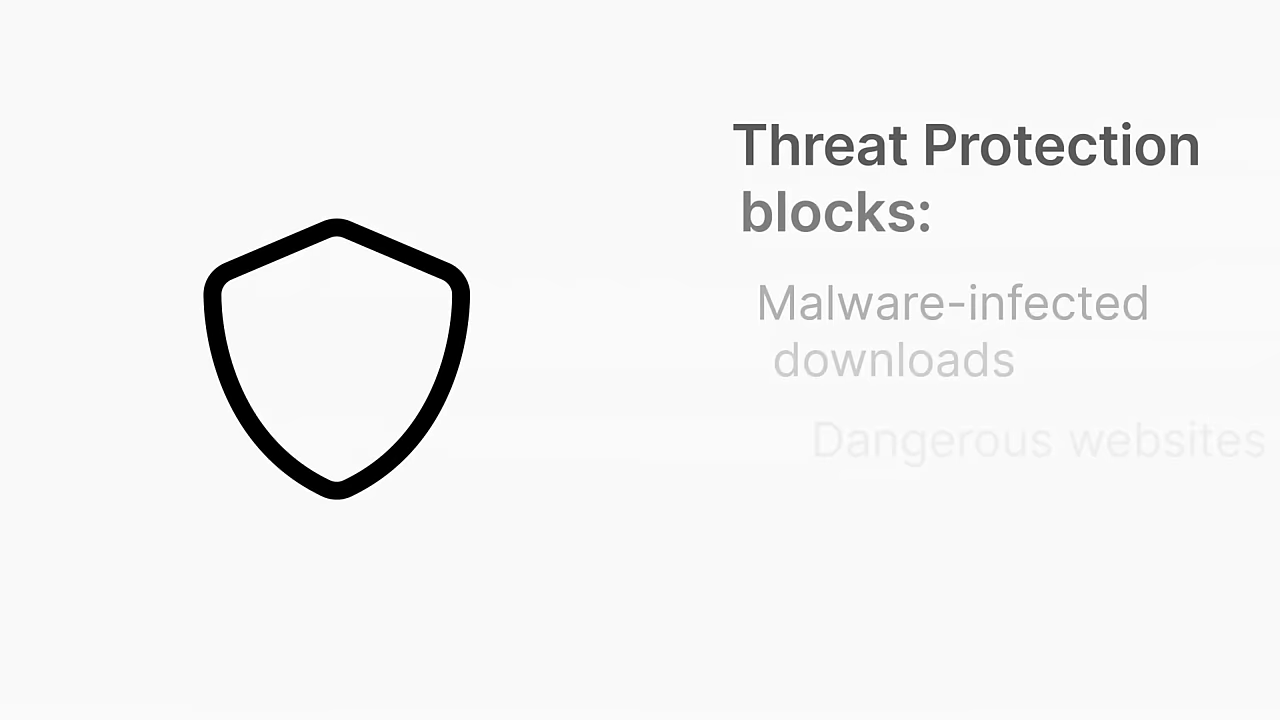 Threat Protection
blocks:
Malware-infected
downloads
Dangerous websites